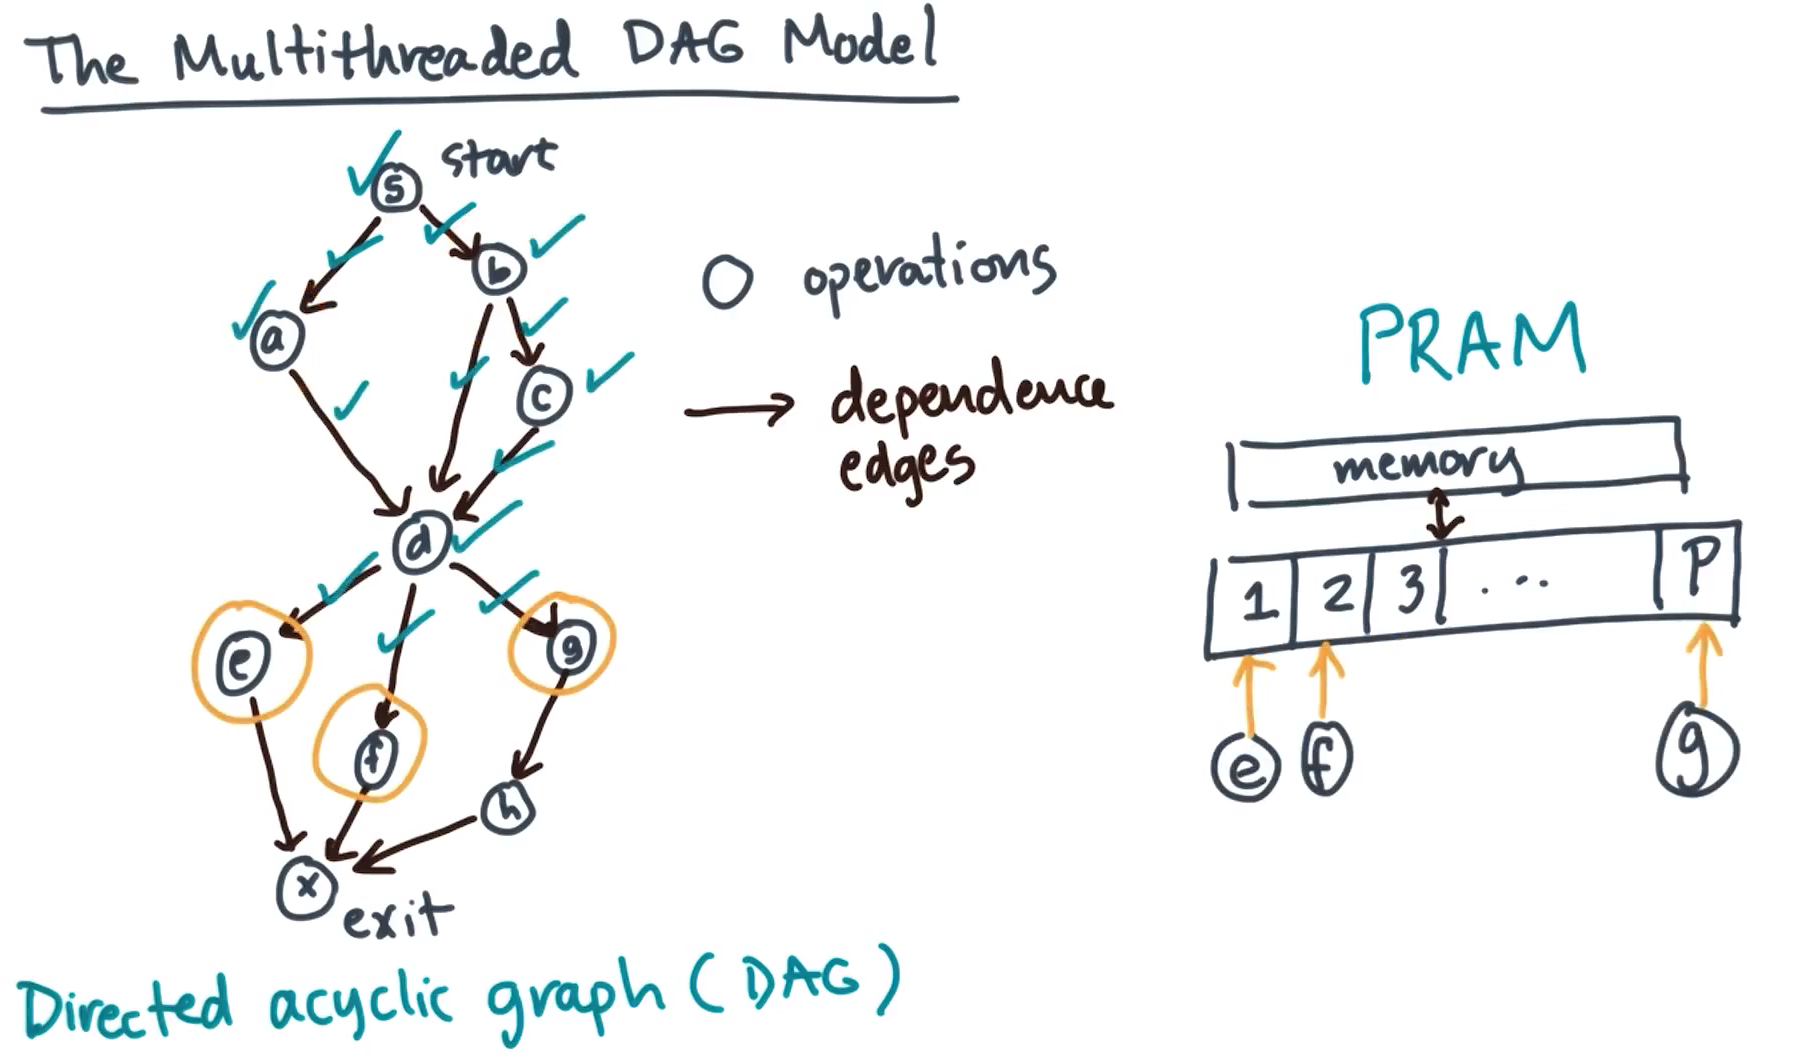 The Multithreaded DAG Model
s start
b
a
c
d
e
g
f
h
x
exit
Directed acyclic graph (DAG)
operations
dependence
edges
PRAM
memory
1 2 3 ... P
e f g